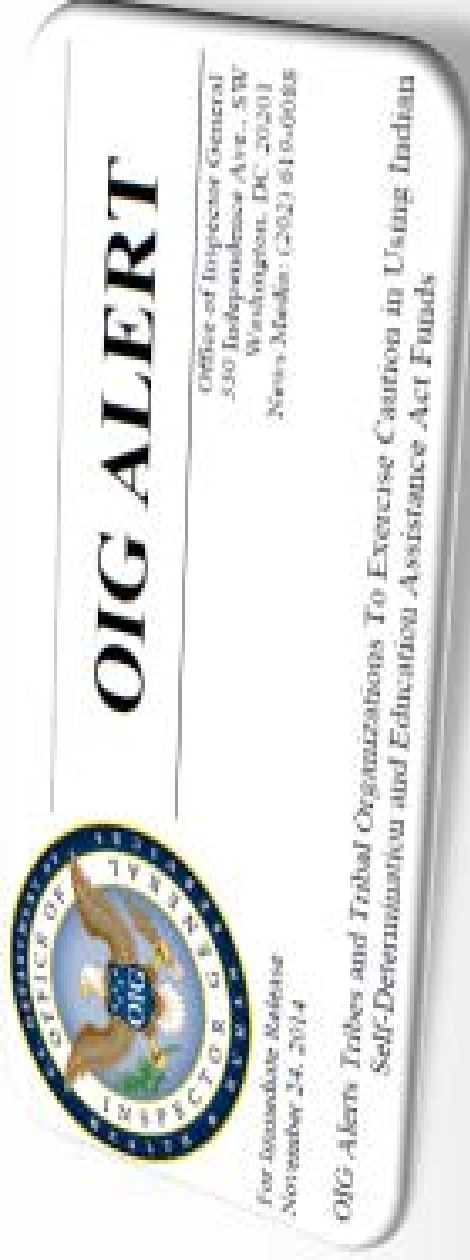 OIG ALERT
Office of Inspector General
330 Independence Ave., SW
Washington, DC 20201
News Media: (202) 619-0088
OFFICE OF INSPECTOR GENERAL
OIG
For Immediate Release
November 24, 2014
OIG Alerts Tribes and Tribal Organizations To Exercise Caution in Using Indian
Self-Determination and Education Assistance Act Funds